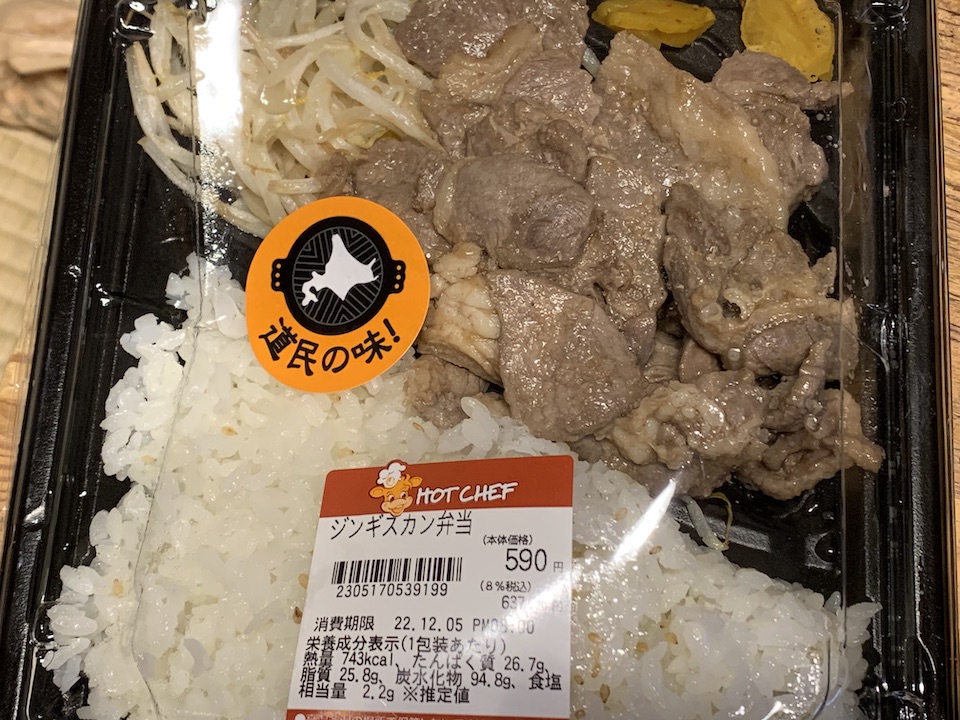 道民の味!
HOT CHEF
ジンギスカン弁当
(本体価格)
590円
2305170539199
(8%税込)
消費期限 22.12.05
栄養成分表示(1包装あたり)
熱量 743kcal、たんぱく質 26.7g、
脂質 25.8g、炭水化物 94.8g、食塩
相当量 2.2g ※推定値